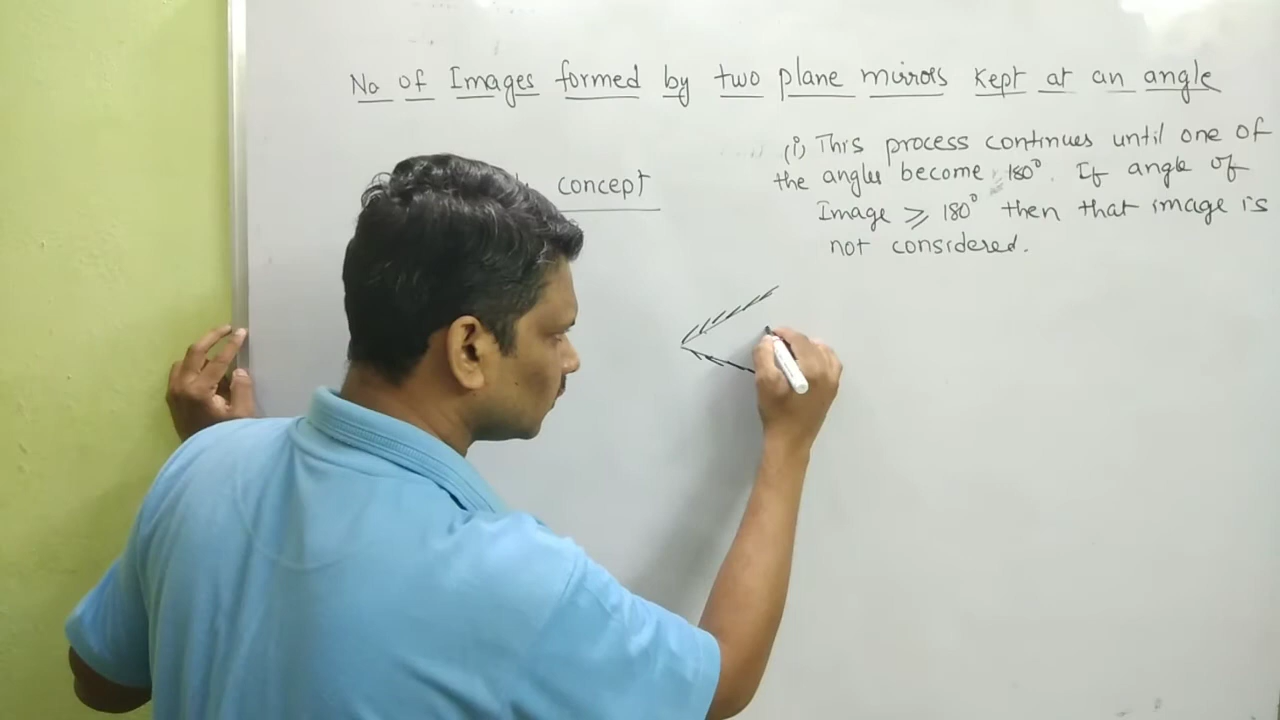 No of Images formed by two plane mirrors kept at an angle
concept
(i) This process continues until one of
the angles become 180°. If angle of
Image ≥ 180° then that image is
not considered.